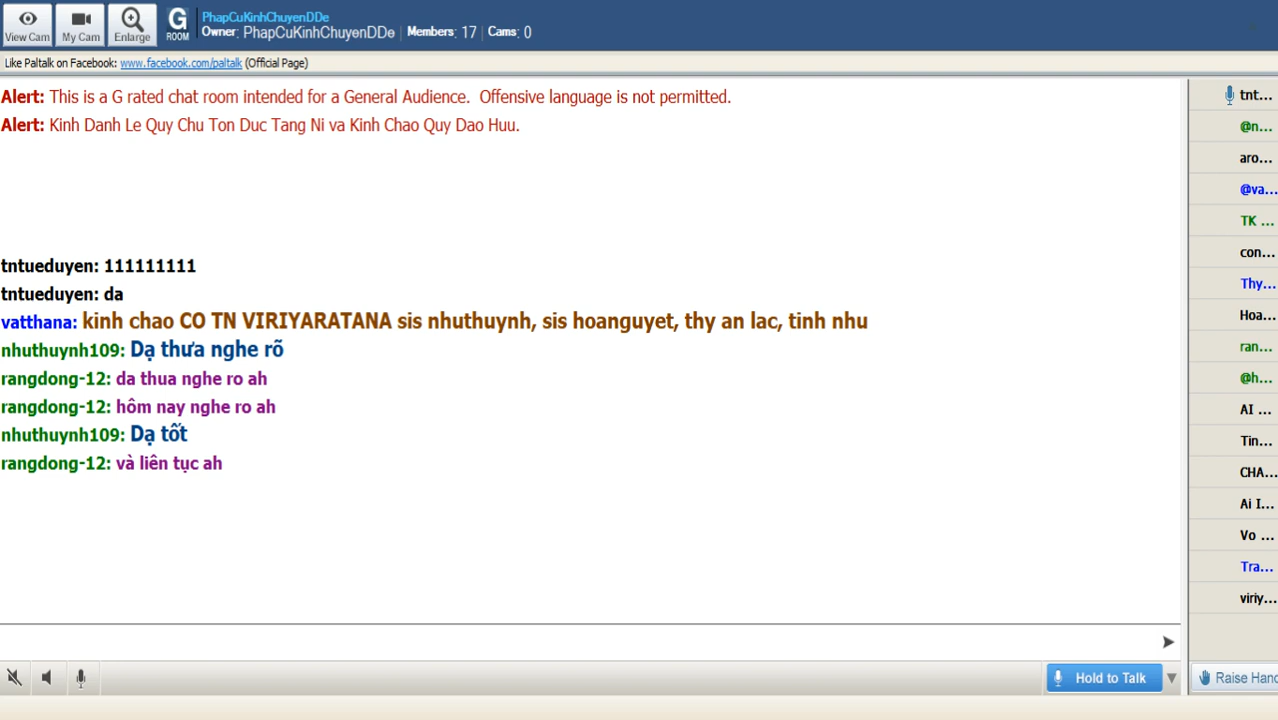 PhapCuKinhChuyenDDe
Owner: PhapCuKinhChuyenDDe | Members: 17 | Cams: 0
View Cam
My Cam
Enlarge
G
ROOM
Like Paltalk on Facebook: www.facebook.com/paltalk (Official Page)
Alert: This is a G rated chat room intended for a General Audience. Offensive language is not permitted.
Alert: Kinh Danh Le Quy Chu Ton Duc Tang Ni va Kinh Chao Quy Dao Huu.
tntueduyen: 111111111
tntueduyen: da
vatthana: kinh chao CO TN VIRIYARATANA sis nhuthuynh, sis hoanguyet, thy an lac, tinh nhu
nhuthuynh109: Dạ thưa nghe rõ
rangdong-12: da thua nghe ro ah
rangdong-12: hôm nay nghe ro ah
nhuthuynh109: Dạ tốt
rangdong-12: và liên tục ah
tnt...
@n...
aro...
@va...
TK ...
con...
Thy...
Hoa...
ran...
@h...
AI ...
Tin...
CHA...
Ai I...
Vo ...
Tra...
viriy...
Hold to Talk
Raise Hand